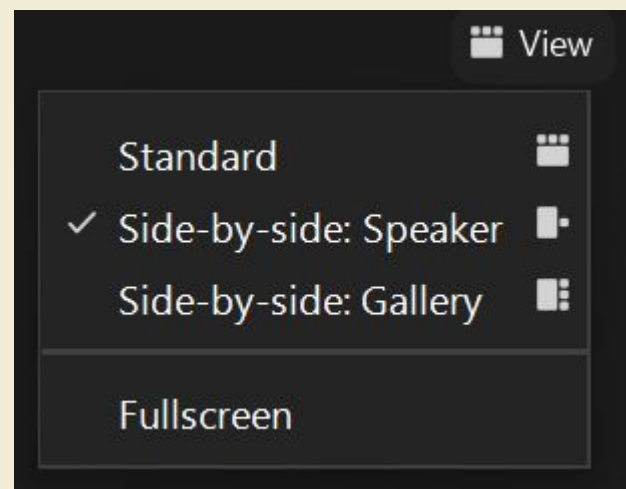 View
Standard
Side-by-side: Speaker
Side-by-side: Gallery
Fullscreen